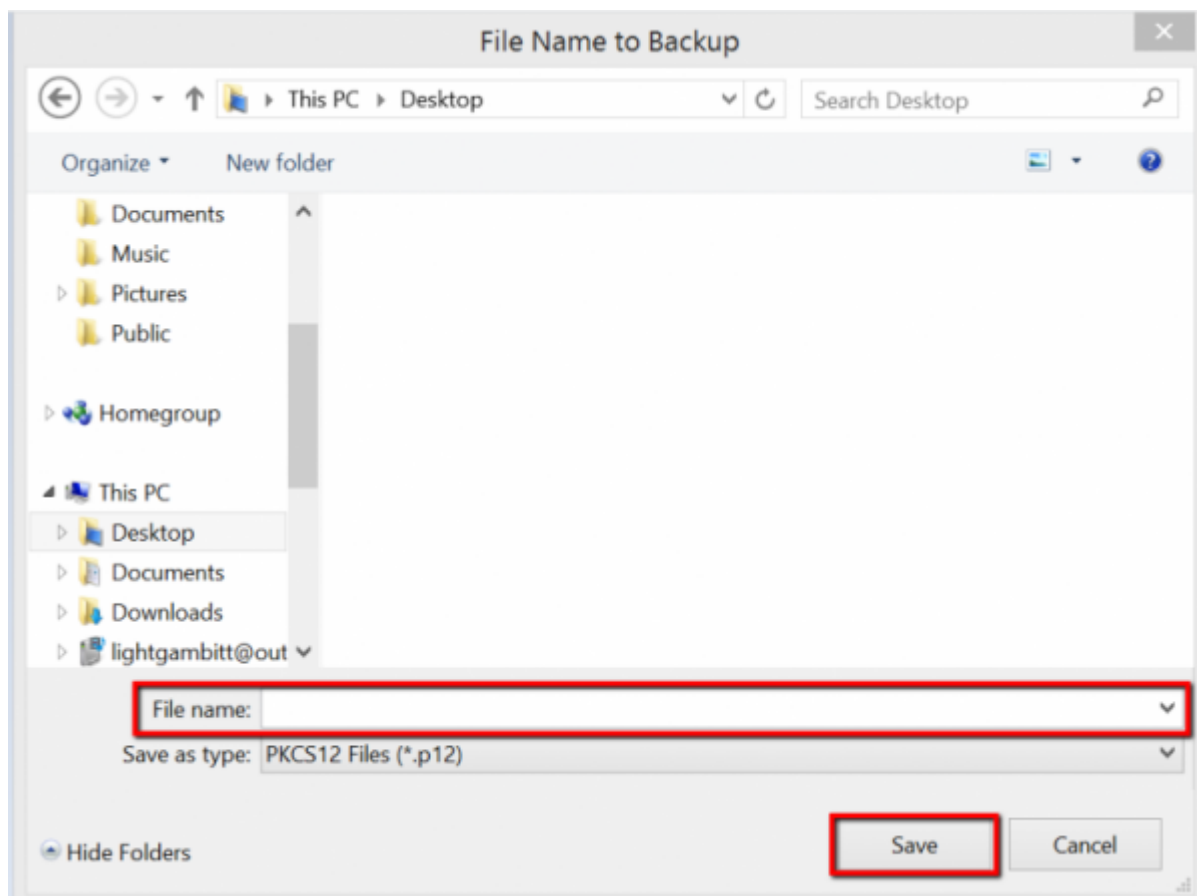 File Name to Backup
This PC Desktop
Search Desktop
Organize
New folder
Documents
Music
Pictures
Public
Homegroup
This PC
Desktop
Documents
Downloads
lightgambitt@out
File name:
Save as type: PKCS12 Files (*.p12)
Hide Folders
Save
Cancel